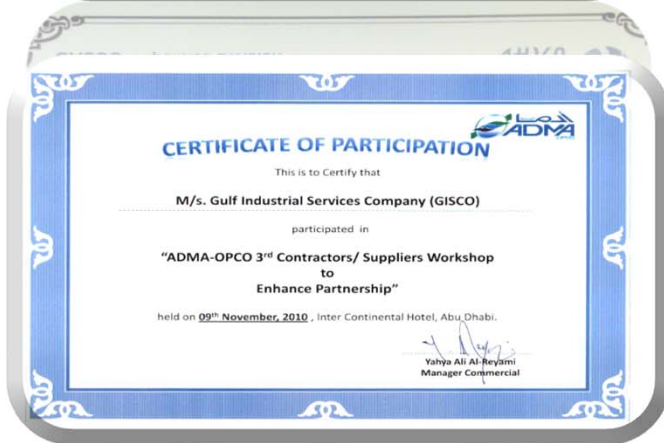 ادما
ADMA
OPCO
CERTIFICATE OF PARTICIPATION
This is to Certify that
M/s. Gulf Industrial Services Company (GISCO)
participated in
“ADMA-OPCO 3rd Contractors/ Suppliers Workshop
to
Enhance Partnership”
held on 09th November, 2010 , Inter Continental Hotel, Abu Dhabi.
Yahya Ali Al-Reyami
Manager Commercial